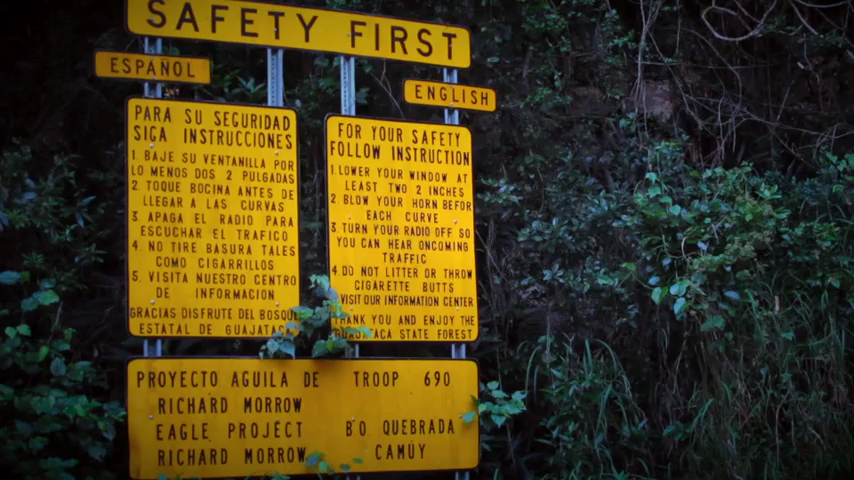 SAFETY FIRST
ESPAÑOL
PARA SU SEGURIDAD
SIGA INSTRUCCIONES
1. BAJE SU VENTANILLA POR
LO MENOS DOS 2 PULGADAS
2. TOQUE BOCINA ANTES DE
LLEGAR A LAS CURVAS
3. APAGA EL RADIO PARA
ESCUCHAR EL TRAFICO
4. NO TIRE BASURA TALES
COMO CIGARRILLOS
5. VISITA NUESTRO CENTRO
DE INFORMACION
GRACIAS DISFRUTE DEL BOSQUE
ESTATAL DE GUAJATACA
ENGLISH
FOR YOUR SAFETY
FOLLOW INSTRUCTION
1. LOWER YOUR WINDOW AT
LEAST TWO 2 INCHES
2. BLOW YOUR HORN BEFOR
EACH CURVE
3 TURN YOUR RADIO OFF SO
YOU CAN HEAR ONCOMING
TRAFFIC
4 DO NOT LITTER OR THROW
CIGARETTE BUTTS
VISIT OUR INFORMATION CENTER
THANK YOU AND ENJOY THE
STATE FOREST
PROYECTO AGUILA DE TROOP 690
RICHARD MORROW
EAGLE PROJECT BO QUEBRADA
RICHARD MORROW CAMÚY